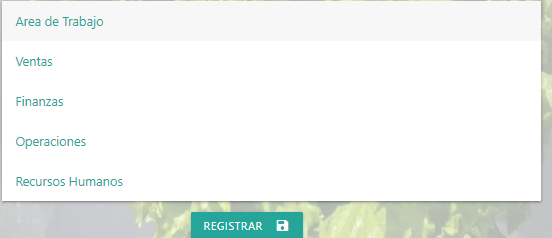 Area de Trabajo
Ventas
Finanzas
Operaciones
Recursos Humanos
REGISTRAR